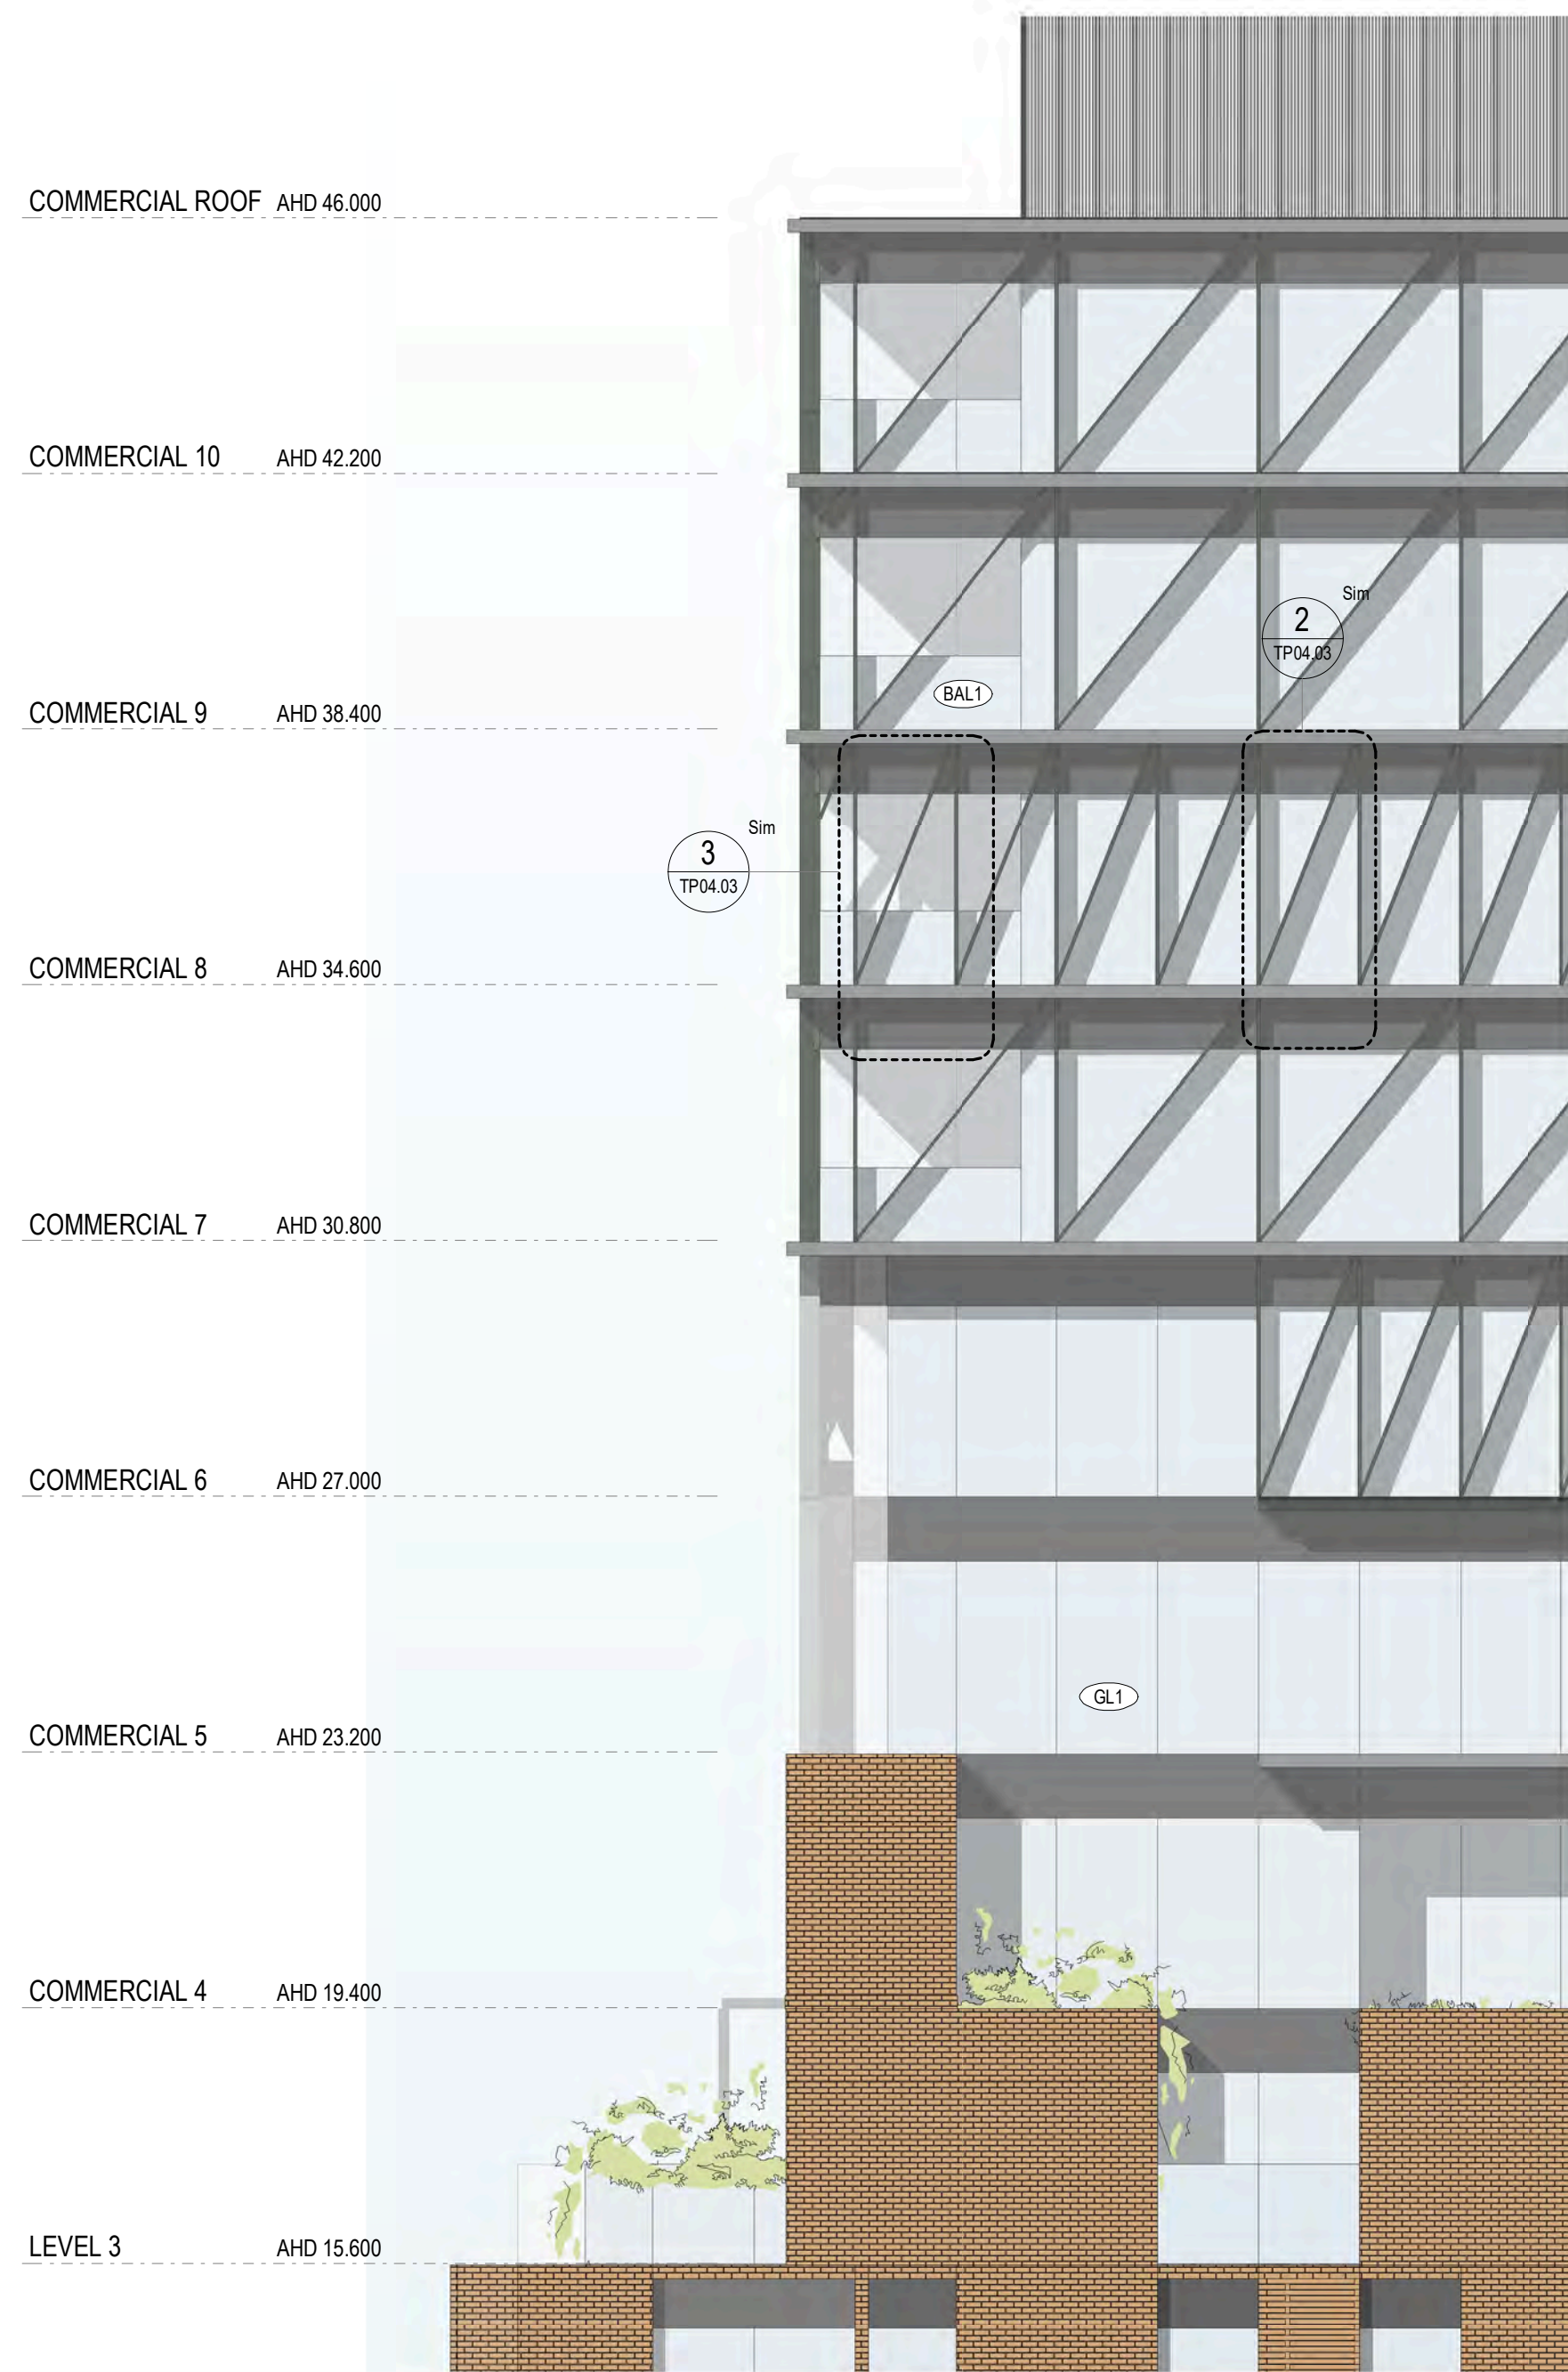 COMMERCIAL ROOF AHD 46.000
COMMERCIAL 10 AHD 42.200
Sim
2
TP04.03
BAL1
COMMERCIAL 9 AHD 38.400
Sim
3
TP04.03
COMMERCIAL 8 AHD 34.600
COMMERCIAL 7 AHD 30.800
COMMERCIAL 6 AHD 27.000
GL1
COMMERCIAL 5 AHD 23.200
COMMERCIAL 4 AHD 19.400
LEVEL 3 AHD 15.600